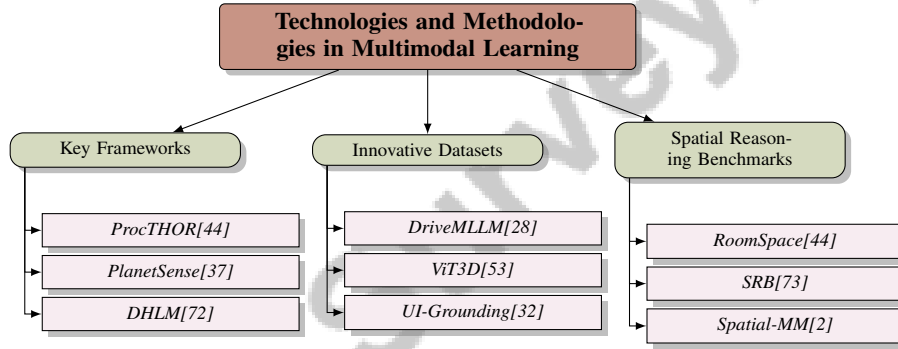 Technologies and Methodolo-
gies in Multimodal Learning
Key Frameworks
ProcTHOR[44]
PlanetSense[37]
DHLM[72]
Innovative Datasets
DriveMLLM[28]
ViT3D[53]
UI-Grounding[32]
Spatial Reason-
ing Benchmarks
RoomSpace[44]
SRB[73]
Spatial-MM[2]